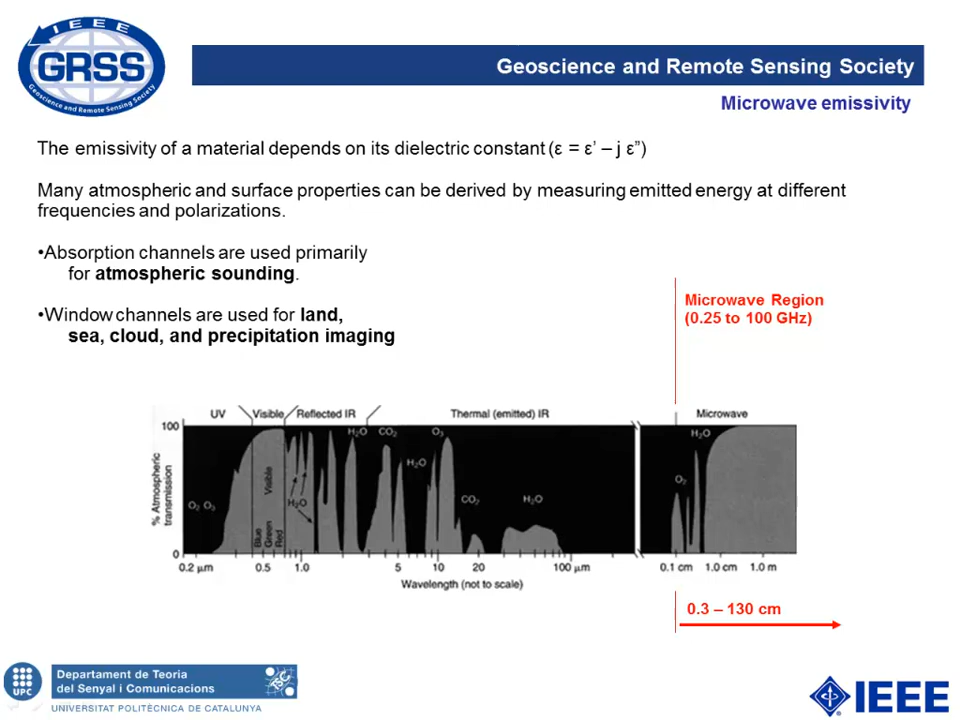 IEEE
GRSS
Geoscience and Remote Sensing Society
Geoscience and Remote Sensing Society
Microwave emissivity
The emissivity of a material depends on its dielectric constant (ε = ε’ – j ε”)
Many atmospheric and surface properties can be derived by measuring emitted energy at different
frequencies and polarizations.
•Absorption channels are used primarily
for atmospheric sounding.
•Window channels are used for land,
sea, cloud, and precipitation imaging
Microwave Region
(0.25 to 100 GHz)
UV Visible Reflected IR Thermal (emitted) IR Microwave
100
H₂O CO₂ O₃ H₂O
H₂O
% Atmospheric
transmission
Visible
O₂ O₃ H₂O CO₂ H₂O O₂
Blue
Green
Red
0
0.2 μm 0.5 1.0 5 10 20 100 μm 0.1 cm 1.0 cm 1.0 m
Wavelength (not to scale)
0.3 – 130 cm
UPC
Departament de Teoria
del Senyal i Comunicacions
TSC
UNIVERSITAT POLITÈCNICA DE CATALUNYA
IEEE